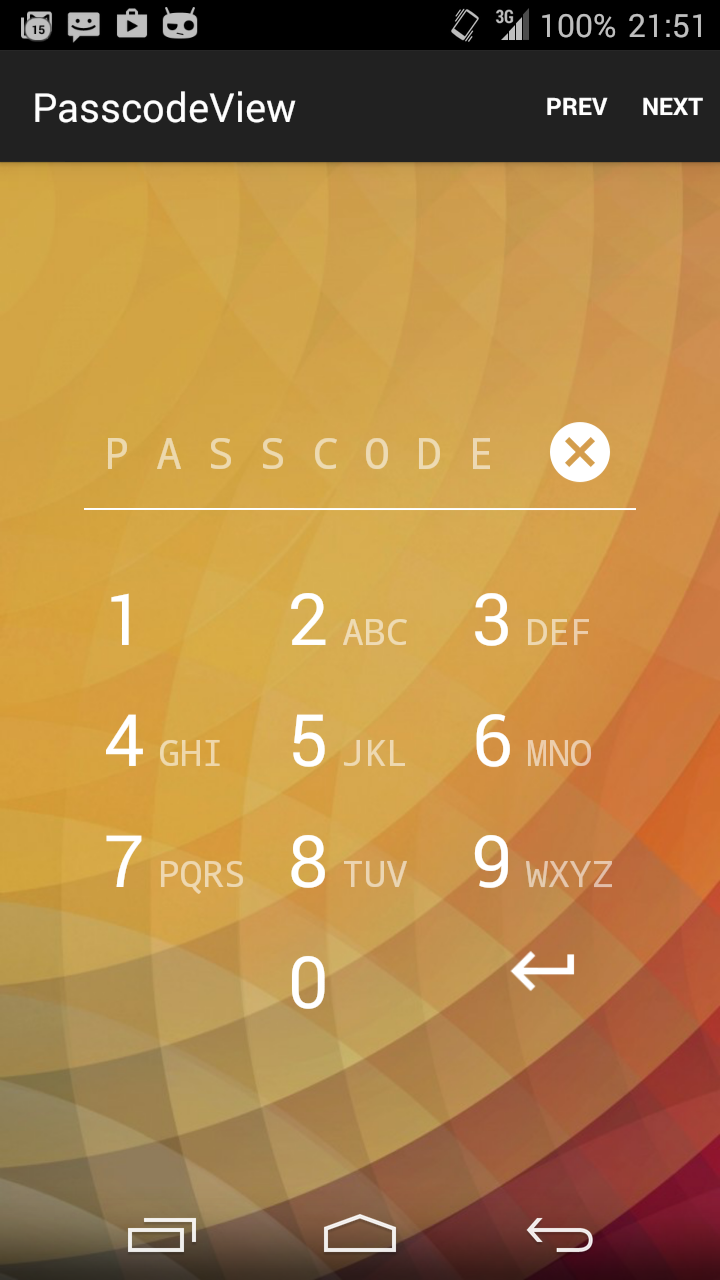 15 3G 100% 21:51
PasscodeView PREV NEXT
PASSCODE
1 2 ABC 3 DEF
4 GHI 5 JKL 6 MNO
7 PQRS 8 TUV 9 WXYZ
0